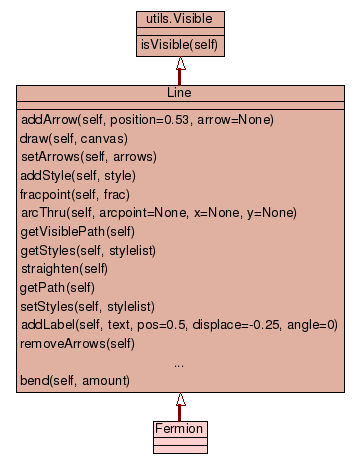 utils.Visible
isVisible(self)
Line
addArrow(self, position=0.53, arrow=None)
draw(self, canvas)
setArrows(self, arrows)
addStyle(self, style)
fracpoint(self, frac)
arcThru(self, arcpoint=None, x=None, y=None)
getVisiblePath(self)
getStyles(self, stylelist)
straighten(self)
getPath(self)
setStyles(self, stylelist)
addLabel(self, text, pos=0.5, displace=-0.25, angle=0)
removeArrows(self)
...
bend(self, amount)
Fermion